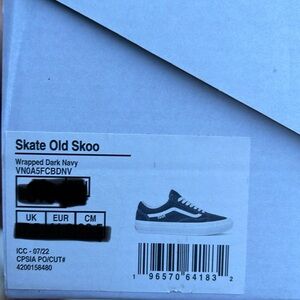 Skate Old Skoo
Wrapped Dark Navy
VN0A5FCBDNV
UK EUR CM
ICC - 07/22
CPSIA PO/CUT#
4200158480
1 96570 64183 2